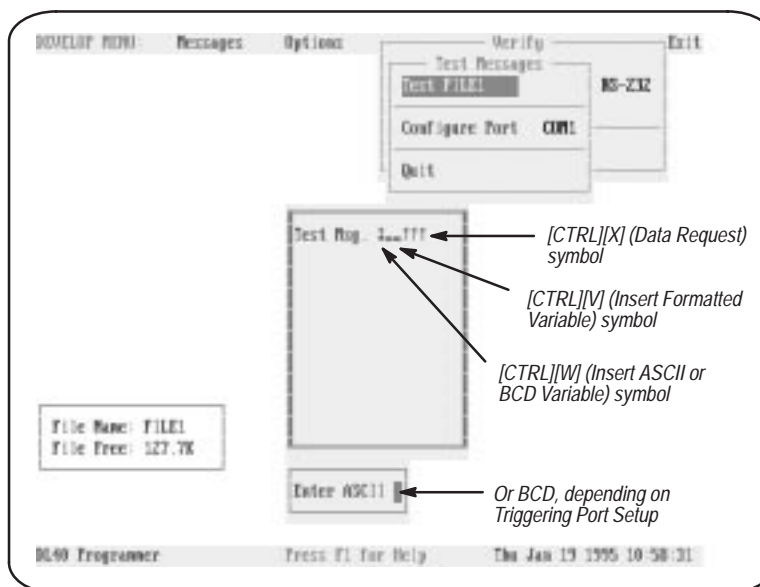 DEVELOP MENU Messages Options Verify Exit
Test Messages
Test FILE1 RS-232
Configure Port COM1
Quit
Test Msg.
[CTRL][X] (Data Request)
symbol
[CTRL][V] (Insert Formatted
Variable) symbol
[CTRL][W] (Insert ASCII or
BCD Variable) symbol
File Name: FILE1
File Free: 127.7K
Enter ASCII
Or BCD, depending on
Triggering Port Setup
DL40 Programmer Press F1 for Help Thu Jan 19 1995 10:58:31